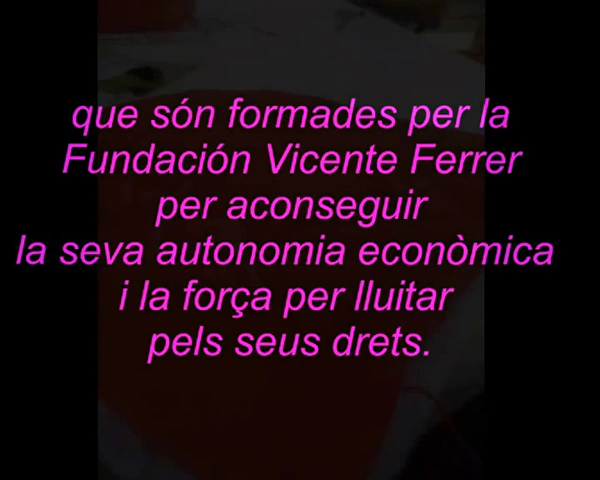 que són formades per la
Fundación Vicente Ferrer
per aconseguir
la seva autonomia econòmica
i la força per lluitar
pels seus drets.